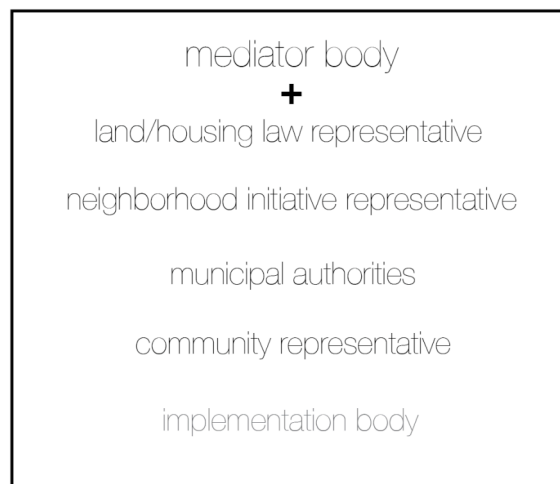 mediator body
+
land/housing law representative
neighborhood initiative representative
municipal authorities
community representative
implementation body